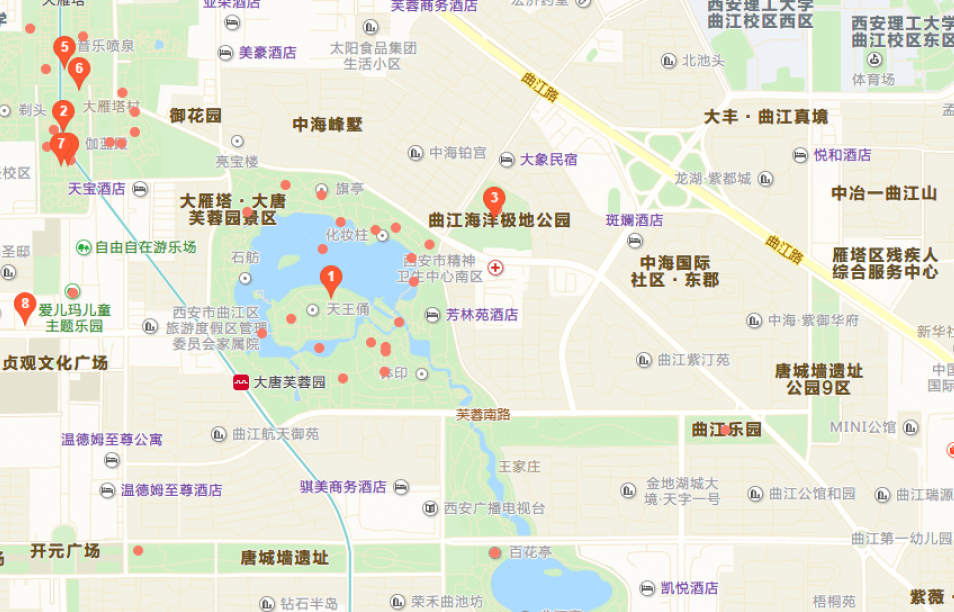 大雁塔
亚朵酒店
芙蓉商务酒店
宏济药室
西安理工大学
曲江校区西区
西安理工大学
曲江校区东区
5
音乐喷泉
6
美豪酒店
太阳食品集团
生活小区
北池头
体育场
曲江路
剃头
2
大雁塔村
御花园
中海峰墅
大丰·曲江真境
7
伽蓝殿
亮宝楼
中海铂宫
大象民宿
悦和酒店
校区
天宝酒店
大雁塔·大唐
芙蓉园景区
旗亭
3
龙湖·紫都城
中冶一曲江山
化妆柱
曲江海洋极地公园
斑斓酒店
曲江路
自由自在游乐场
石舫
西安市精神
卫生中心南区
中海国际
社区·东郡
雁塔区残疾人
综合服务中心
圣邸
1
天王俑
8
爱儿玛儿童
主题乐园
西安市曲江区
旅游度假区管理
委员会家属院
芳林苑酒店
中海·紫御华府
新华社
贞观文化广场
大唐芙蓉园
体印
曲江紫汀苑
唐城墙遗址
公园9区
中国
国际
芙蓉南路
温德姆至尊公寓
曲江航天御苑
曲江乐园
MINI公馆
王家庄
温德姆至尊酒店
骐美商务酒店
西安广播电视台
金地湖城大
境·天字一号
曲江公馆和园
曲江瑞源
曲江第一幼儿园
开元广场
唐城墙遗址
百花亭
凯悦酒店
钻石半岛
荣禾曲池坊
梧桐苑
紫薇·